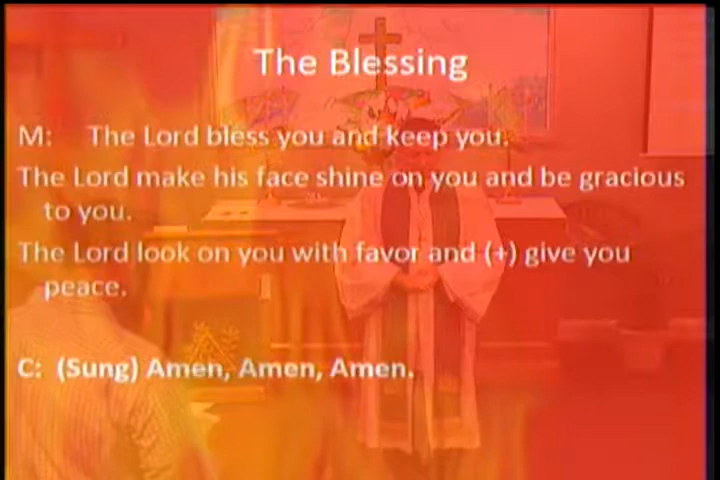 The Blessing
M: The Lord bless you and keep you.
The Lord make his face shine on you and be gracious
to you.
The Lord look on you with favor and (+) give you
peace.
C: (Sung) Amen, Amen, Amen.